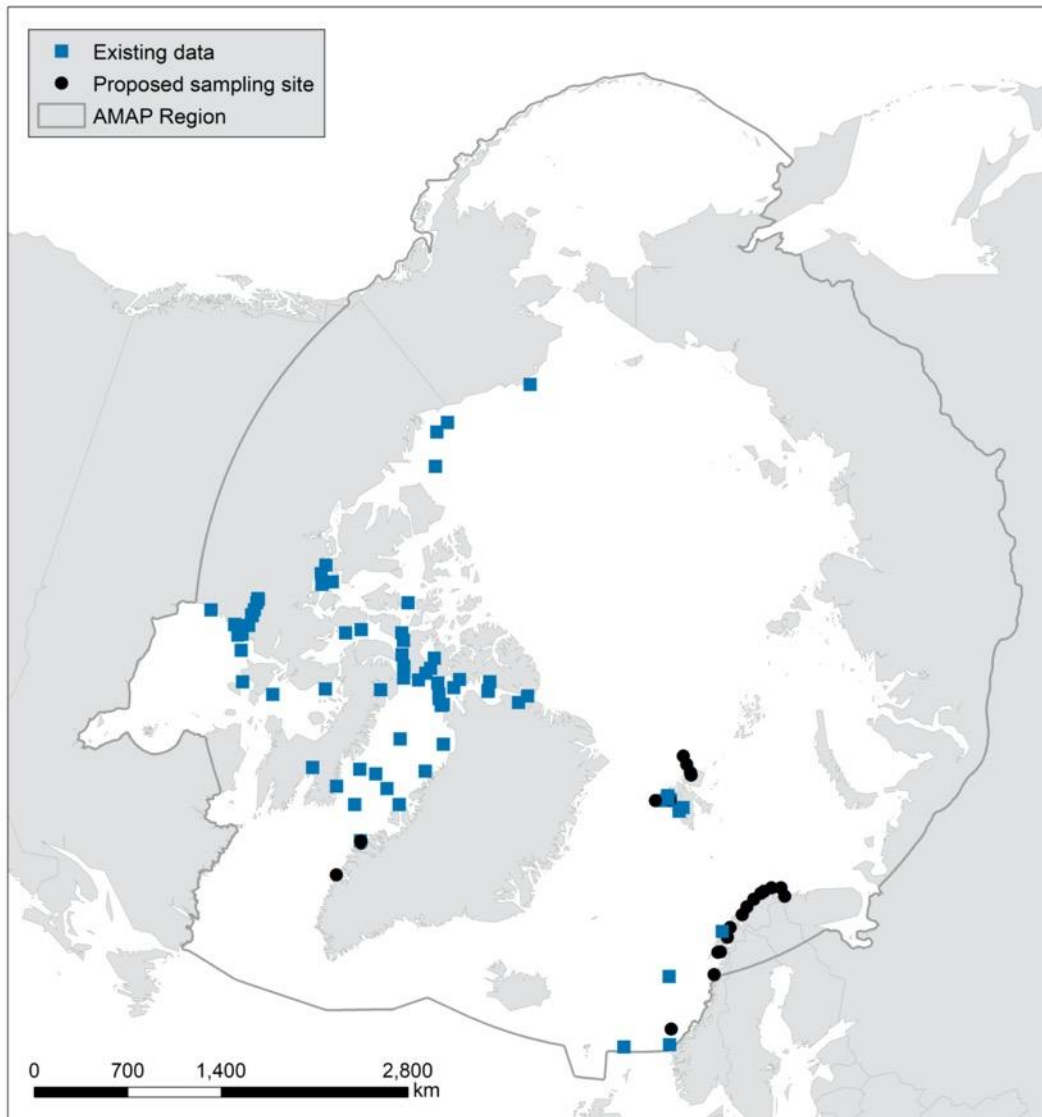 Existing data
Proposed sampling site
AMAP Region
0 700 1,400 2,800
km